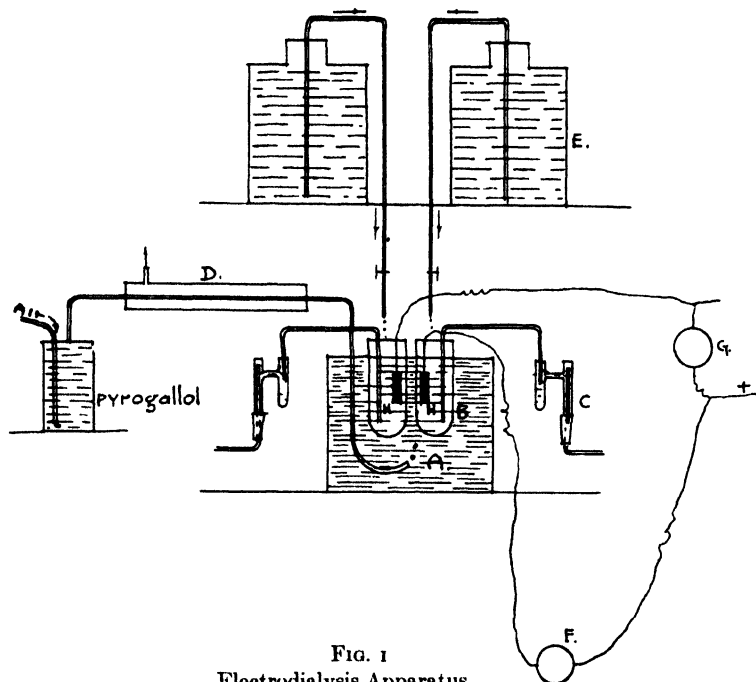 E.
D.
Air
pyrogallol
G.
+
H
H
B
C
A.
F.
FIG. 1
Electrodialysis Apparatus